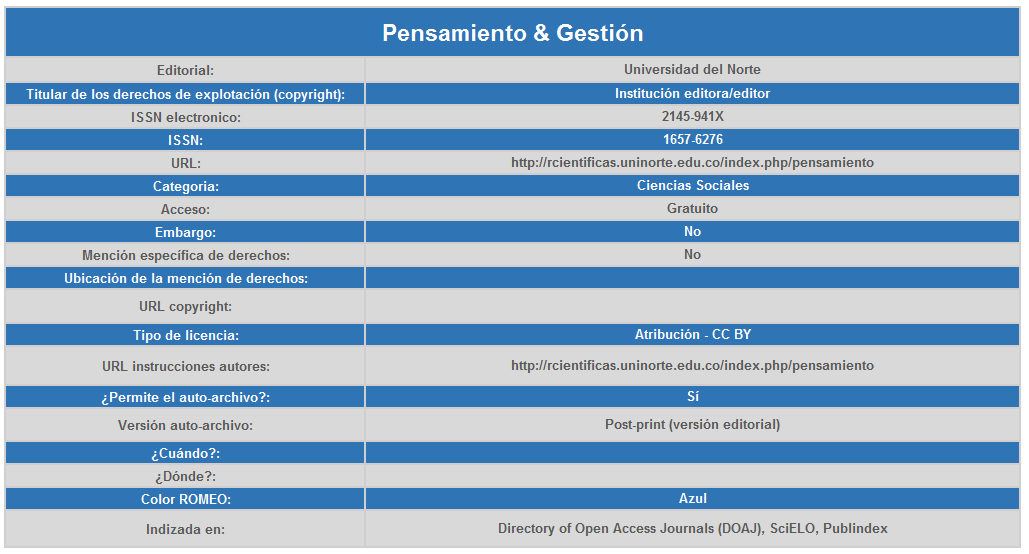 Pensamiento & Gestión
Editorial: Universidad del Norte
Titular de los derechos de explotación (copyright): Institución editora/editor
ISSN electronico: 2145-941X
ISSN: 1657-6276
URL: http://rcientificas.uninorte.edu.co/index.php/pensamiento
Categoria: Ciencias Sociales
Acceso: Gratuito
Embargo: No
Mención específica de derechos: No
Ubicación de la mención de derechos:
URL copyright:
Tipo de licencia: Atribución - CC BY
URL instrucciones autores: http://rcientificas.uninorte.edu.co/index.php/pensamiento
¿Permite el auto-archivo?: Sí
Versión auto-archivo: Post-print (versión editorial)
¿Cuándo?:
¿Dónde?:
Color ROMEO: Azul
Indizada en: Directory of Open Access Journals (DOAJ), SciELO, Publindex